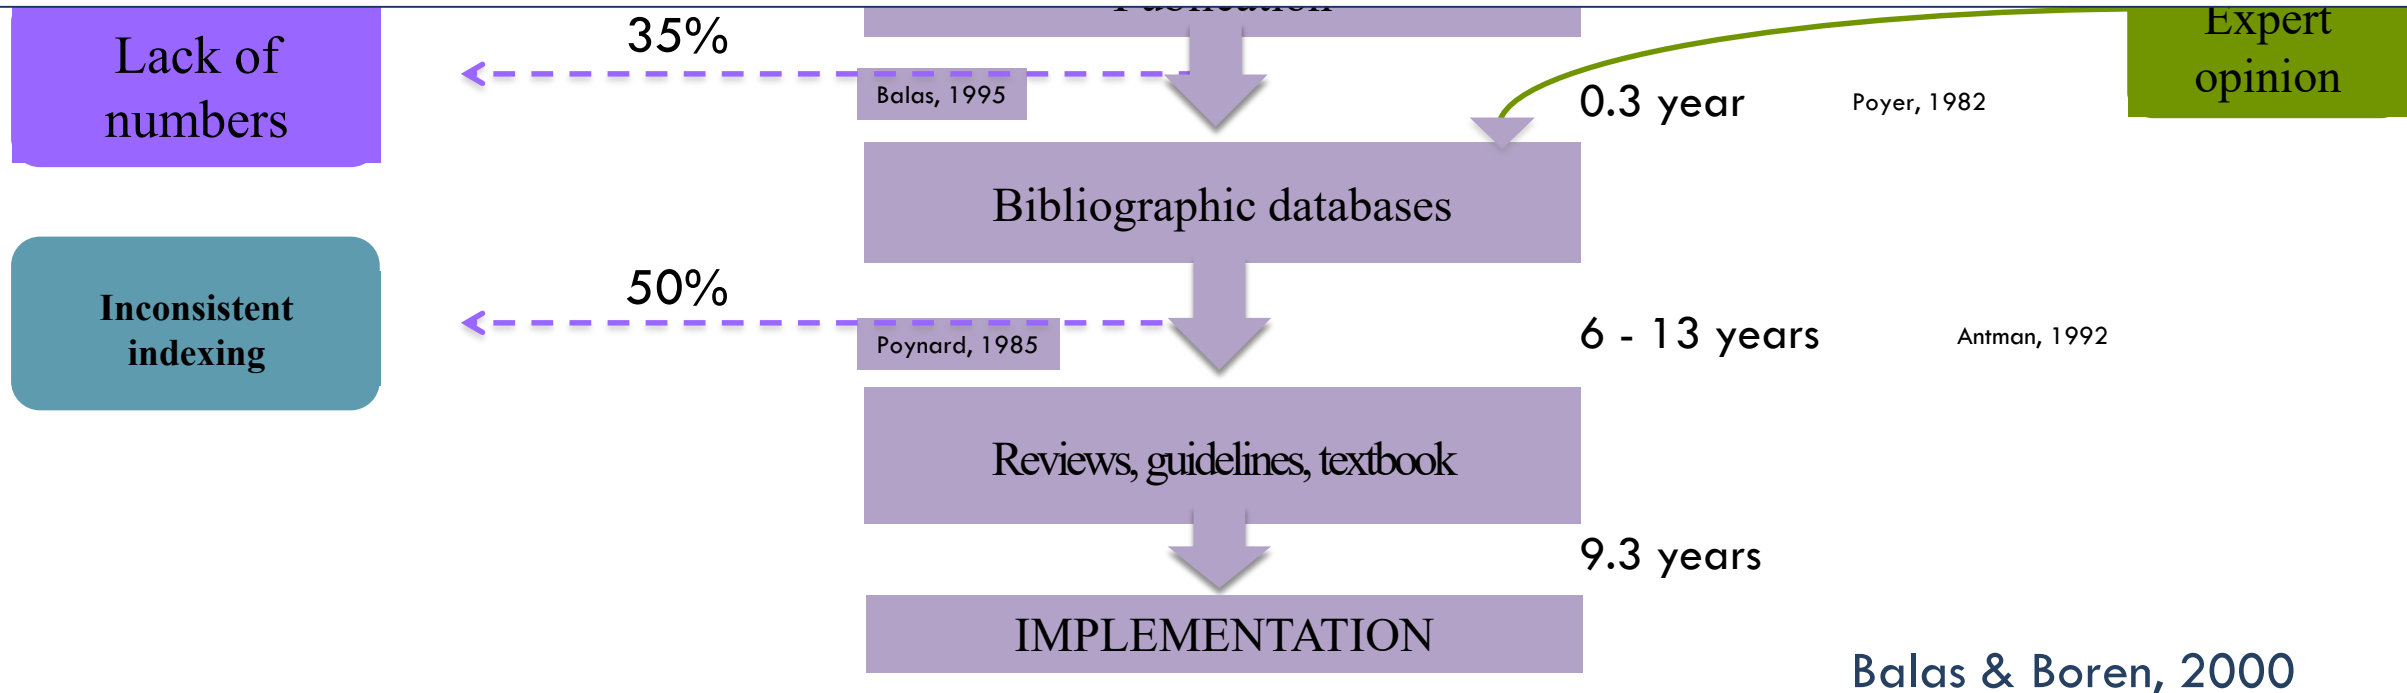 Publication
Expert
opinion
Lack of
numbers
35%
Balas, 1995
0.3 year
Poyer, 1982
Bibliographic databases
Inconsistent
indexing
50%
Poynard, 1985
6 - 13 years
Antman, 1992
Reviews, guidelines, textbook
9.3 years
IMPLEMENTATION
Balas & Boren, 2000